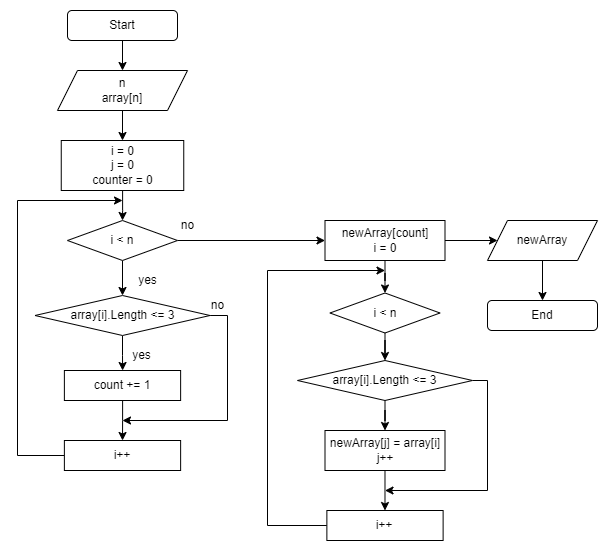 Start
n
array[n]
i = 0
j = 0
counter = 0
i < n
no
yes
array[i].Length <= 3
no
yes
count += 1
i++
newArray[count]
i = 0
i < n
array[i].Length <= 3
newArray[j] = array[i]
j++
i++
newArray
End